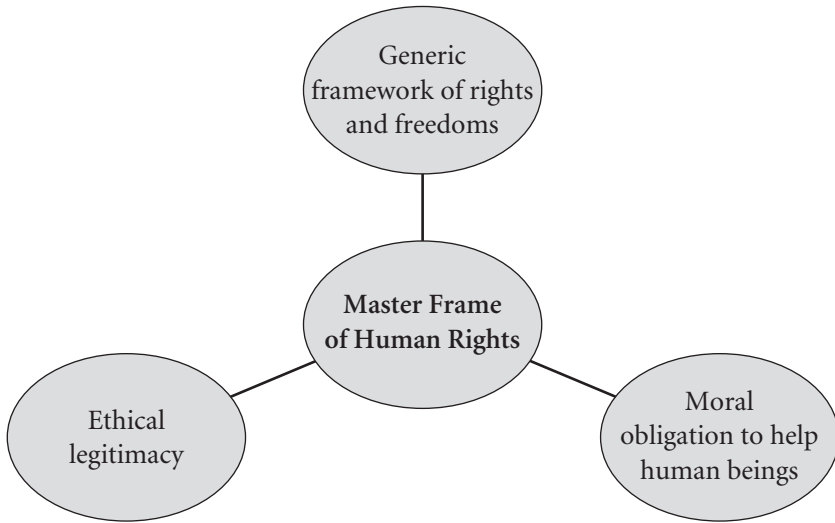 Generic
framework of rights
and freedoms
Master Frame
of Human Rights
Ethical
legitimacy
Moral
obligation to help
human beings